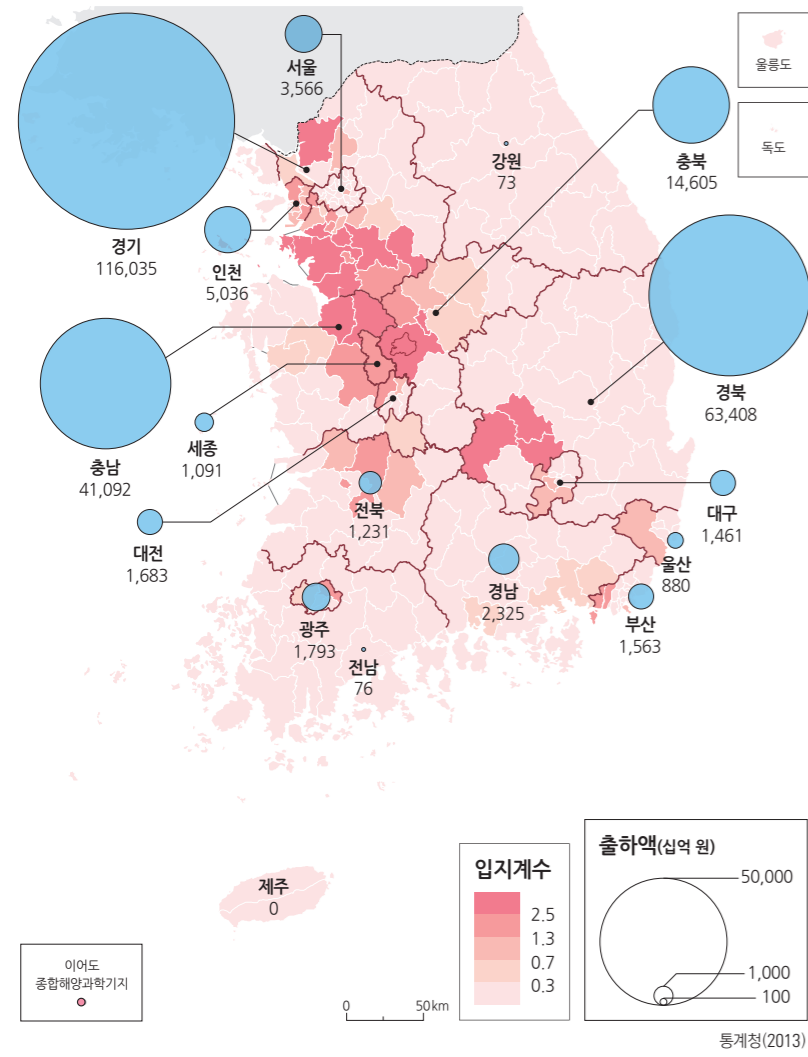 서울
3,566
울릉도
독도
강원
73
충북
14,605
경기
116,035
인천
5,036
경북
63,408
세종
1,091
충남
41,092
대전
1,683
전북
1,231
대구
1,461
울산
880
경남
2,325
부산
1,563
광주
1,793
전남
76
제주
0
이어도
종합해양과학기지
0 50km
입지계수
2.5
1.3
0.7
0.3
출하액(십억 원)
50,000
1,000
100
통계청(2013)